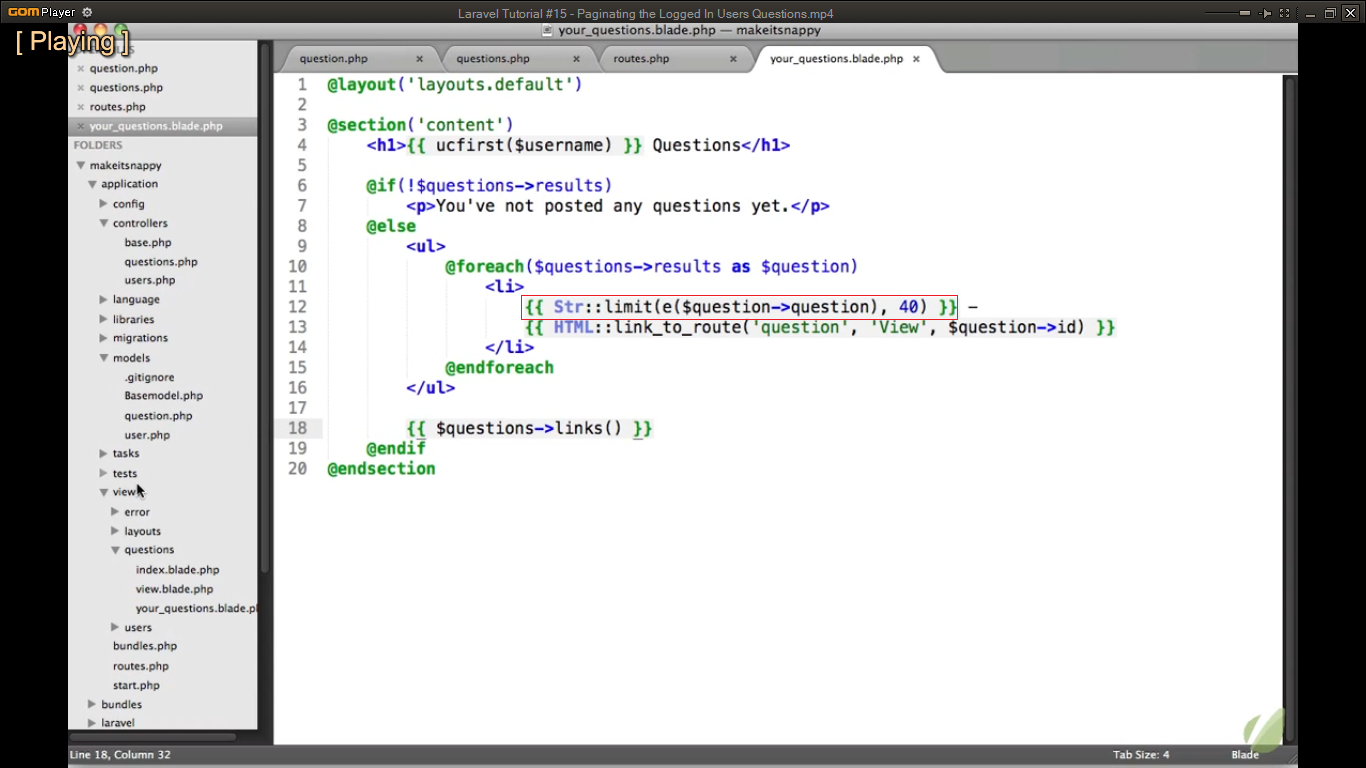 GOMPlayer
Laravel Tutorial #15 - Paginating the Logged In Users Questions.mp4
[ Playing ]
your_questions.blade.php — makeitsnappy
question.php
questions.php
routes.php
your_questions.blade.php
question.php
questions.php
routes.php
your_questions.blade.php
FOLDERS
makeitsnappy
application
config
controllers
base.php
questions.php
users.php
language
libraries
migrations
models
.gitignore
Basemodel.php
question.php
user.php
tasks
tests
views
error
layouts
questions
index.blade.php
view.blade.php
your_questions.blade.pl
users
bundles.php
routes.php
start.php
bundles
laravel
1 @layout('layouts.default')
2
3 @section('content')
4 <h1>{{ ucfirst($username) }} Questions</h1>
5
6 @if(!$questions->results)
7 <p>You've not posted any questions yet.</p>
8 @else
9 <ul>
10 @foreach($questions->results as $question)
11 <li>
12 {{ Str::limit(e($question->question), 40) }} –
13 {{ HTML::link_to_route('question', 'View', $question->id) }}
14 </li>
15 @endforeach
16 </ul>
17
18 {{ $questions->links() }}
19 @endif
20 @endsection
Line 18, Column 32
Tab Size: 4
Blade